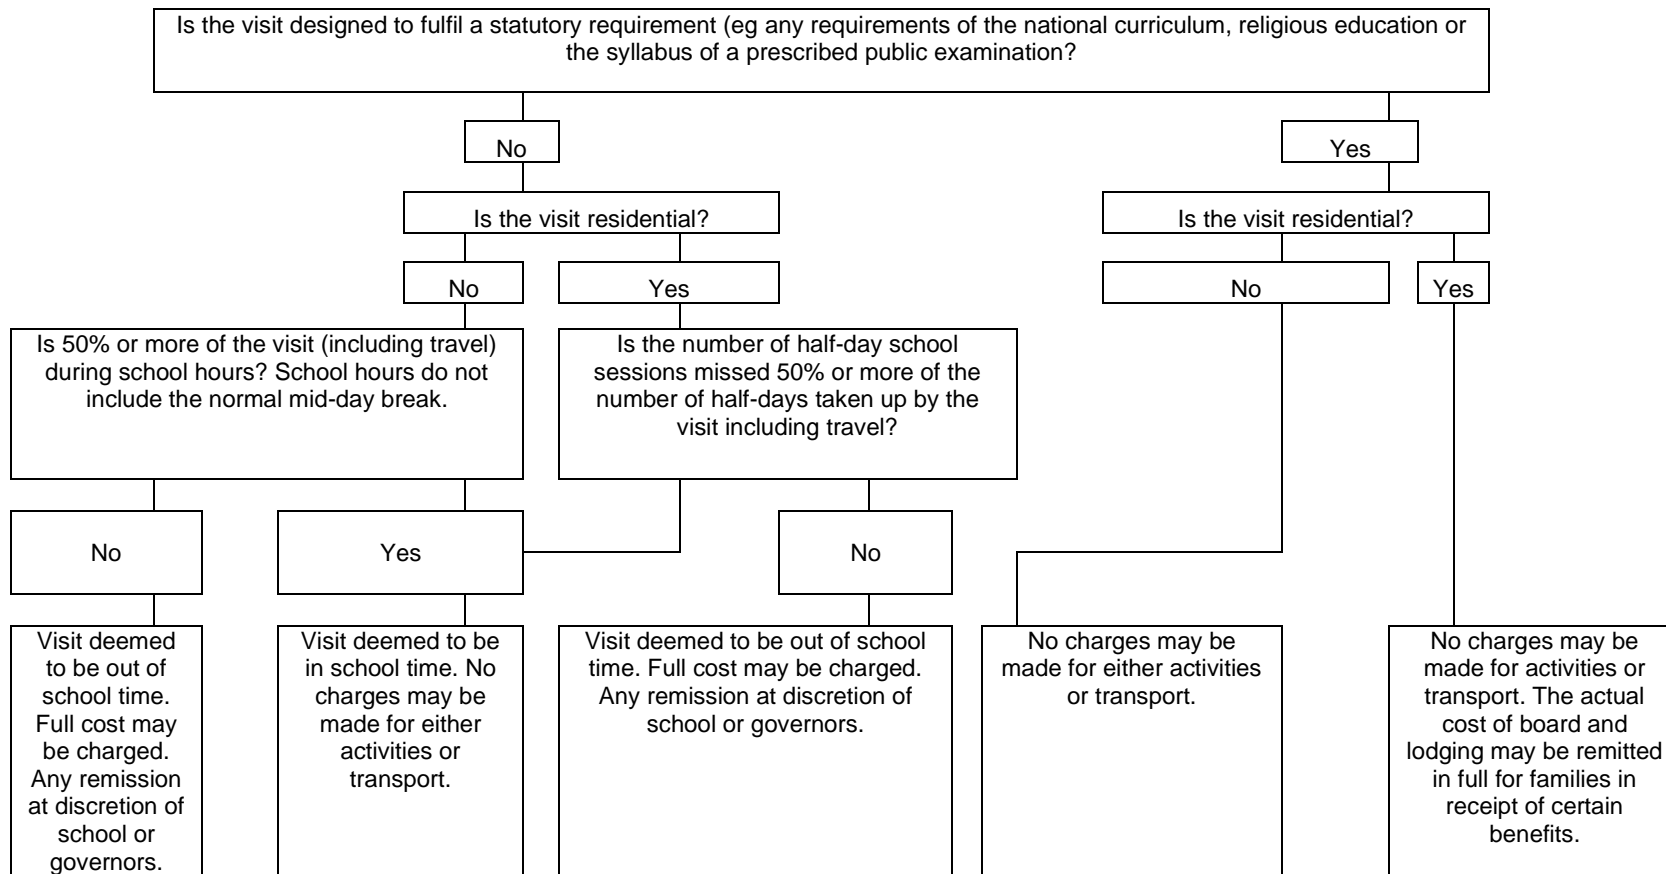 Is the visit designed to fulfil a statutory requirement (eg any requirements of the national curriculum, religious education or
the syllabus of a prescribed public examination?
No
Yes
Is the visit residential?
Is the visit residential?
No
Yes
No
Yes
Is 50% or more of the visit (including travel)
during school hours? School hours do not
include the normal mid-day break.
Is the number of half-day school
sessions missed 50% or more of the
number of half-days taken up by the
visit including travel?
No
Yes
No
Visit deemed
to be out of
school time.
Full cost may
be charged.
Any remission
at discretion of
school or
governors.
Visit deemed to be
in school time. No
charges may be
made for either
activities or
transport.
Visit deemed to be out of school
time. Full cost may be charged.
Any remission at discretion of
school or governors.
No charges may be
made for either activities
or transport.
No charges may be
made for activities or
transport. The actual
cost of board and
lodging may be remitted
in full for families in
receipt of certain
benefits.